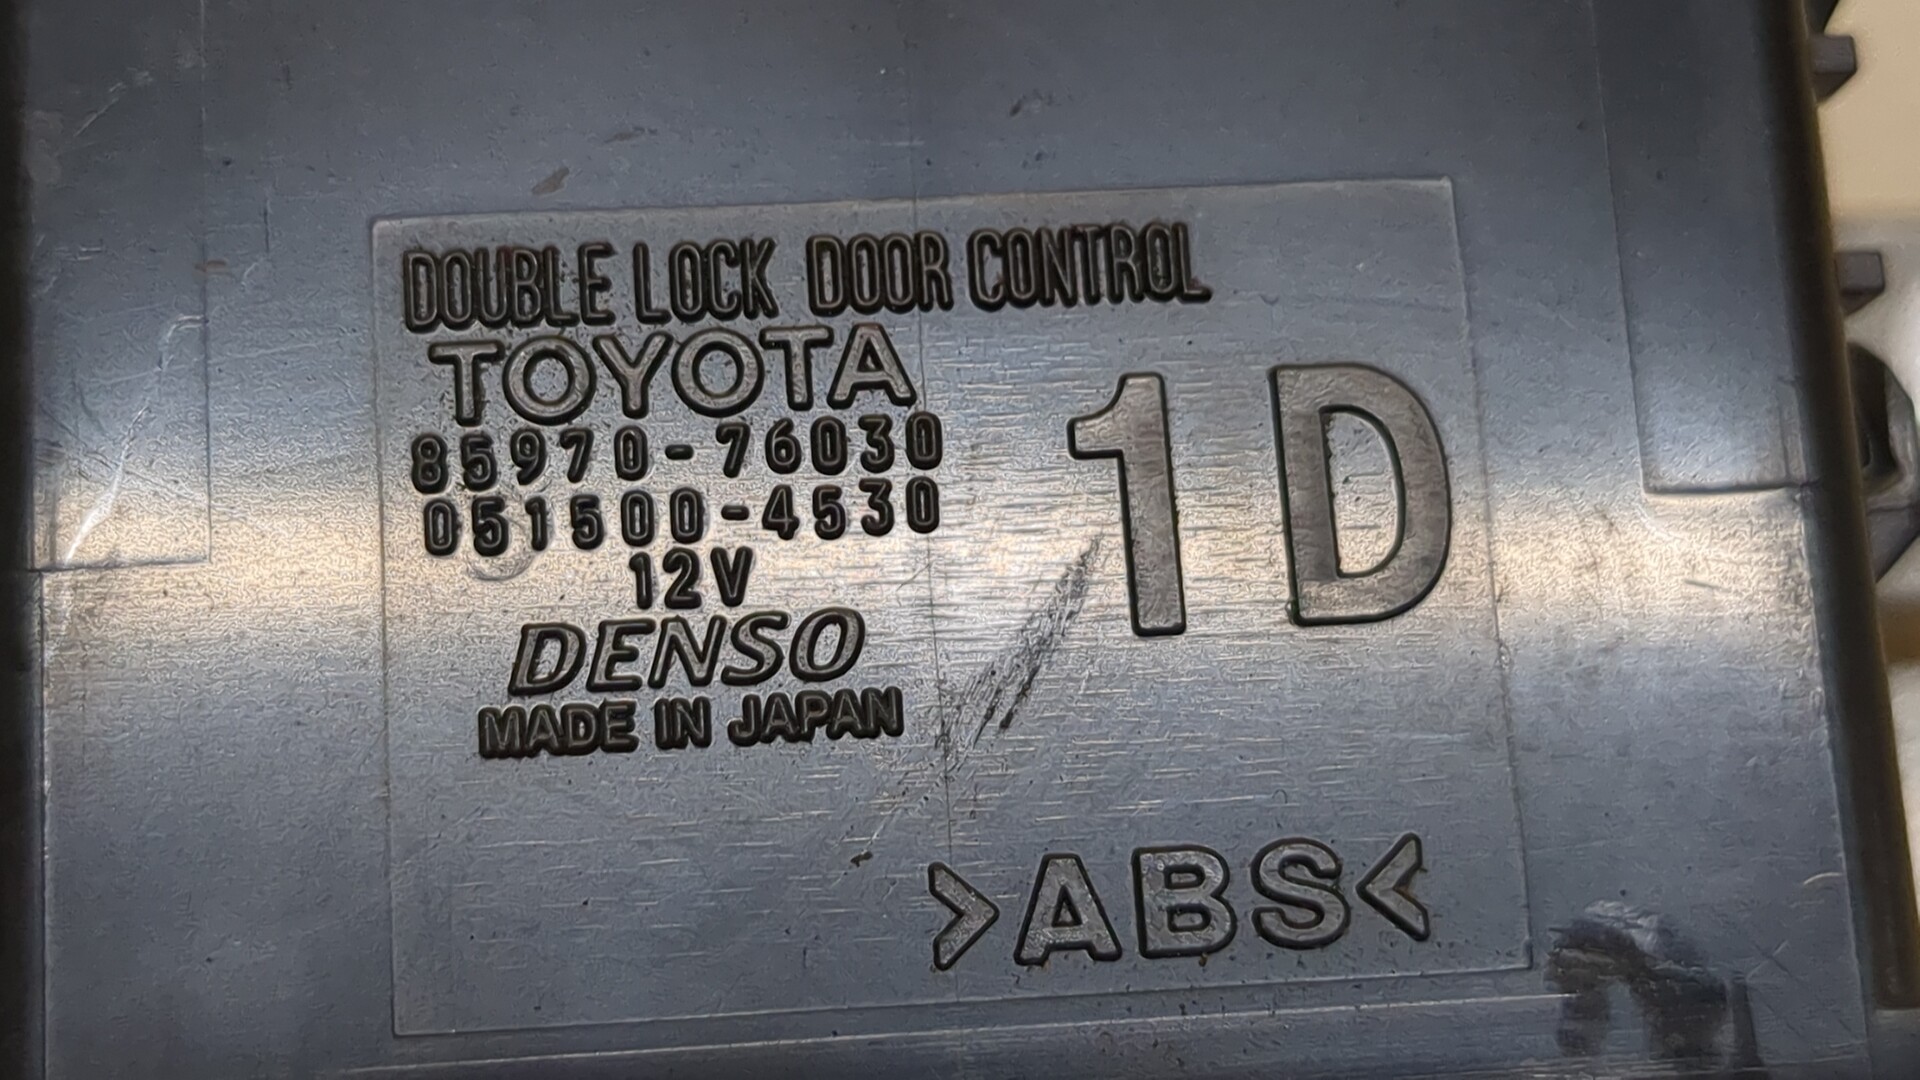 DOUBLE LOCK DOOR CONTROL
TOYOTA
85970-76030
051500-4530
12V
DENSO
MADE IN JAPAN
1D
>ABS<